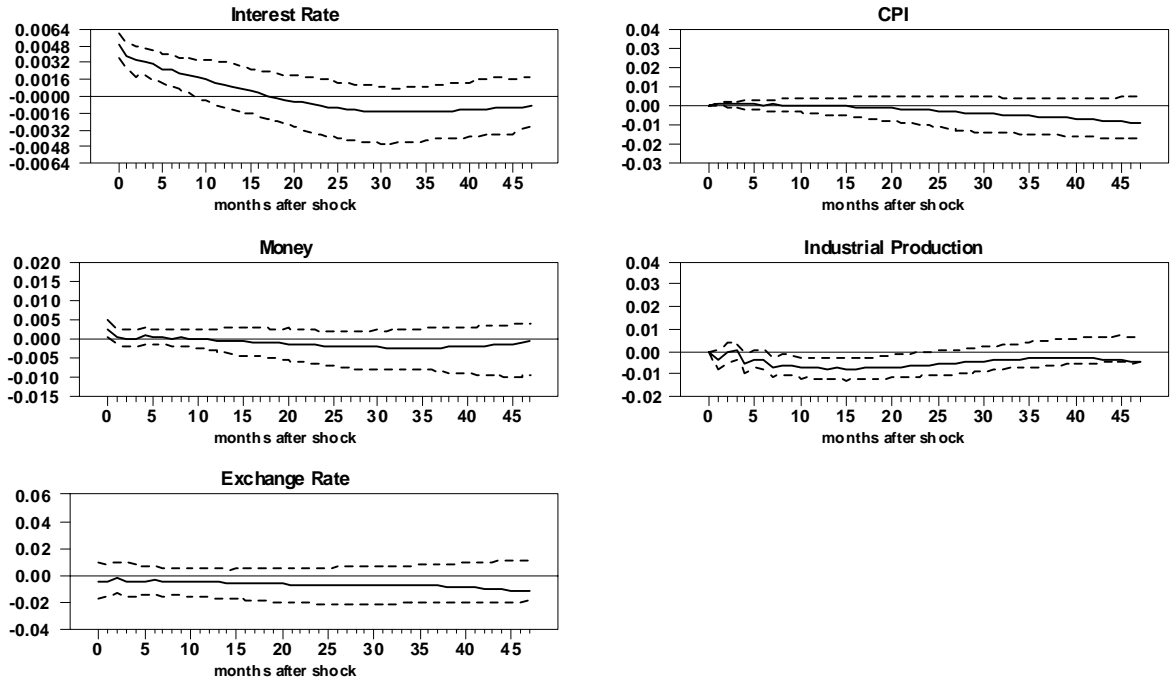 Interest Rate
0.0064
0.0048
0.0032
0.0016
-0.0000
-0.0016
-0.0032
-0.0048
-0.0064
0 5 10 15 20 25 30 35 40 45
months after shock
CPI
0.04
0.03
0.02
0.01
0.00
-0.01
-0.02
-0.03
0 5 10 15 20 25 30 35 40 45
months after shock
Money
0.020
0.015
0.010
0.005
0.000
-0.005
-0.010
-0.015
0 5 10 15 20 25 30 35 40 45
months after shock
Industrial Production
0.04
0.03
0.02
0.01
0.00
-0.01
-0.02
0 5 10 15 20 25 30 35 40 45
months after shock
Exchange Rate
0.06
0.04
0.02
0.00
-0.02
-0.04
0 5 10 15 20 25 30 35 40 45
months after shock